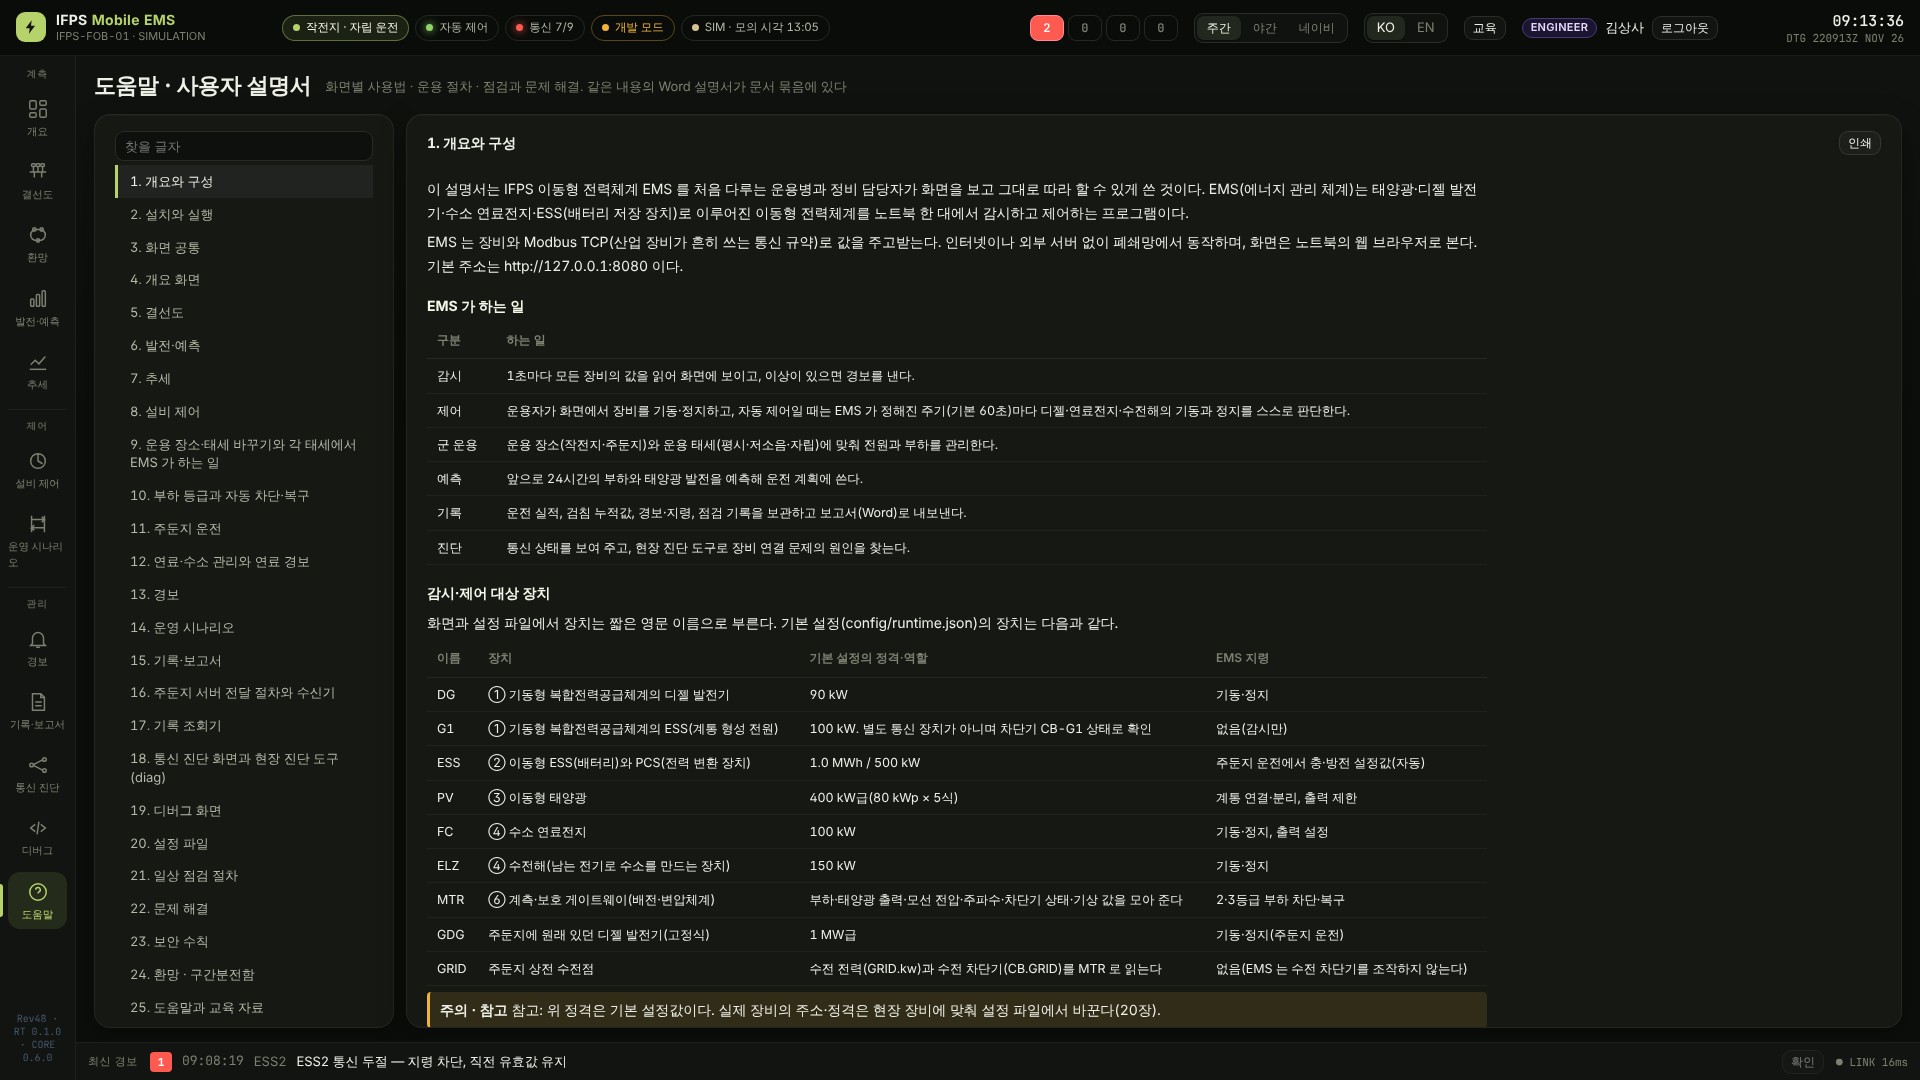 IFPS Mobile EMS
IFPS-FOB-01 · SIMULATION
작전지 · 자립 운전
자동 제어
통신 7/9
개발 모드
SIM · 모의 시각 13:05
2
0
0
0
주간
야간
네이비
KO
EN
교육
ENGINEER
김상사
로그아웃
09:13:36
DTG 220913Z NOV 26
계측
개요
결선도
환망
발전·예측
추세
제어
설비 제어
운영 시나리
오
관리
경보
기록·보고서
통신 진단
디버그
도움말
Rev48 ·
RT 0.1.0
· CORE
0.6.0
도움말 · 사용자 설명서
화면별 사용법 · 운용 절차 · 점검과 문제 해결. 같은 내용의 Word 설명서가 문서 묶음에 있다
찾을 글자
1. 개요와 구성
2. 설치와 실행
3. 화면 공통
4. 개요 화면
5. 결선도
6. 발전·예측
7. 추세
8. 설비 제어
9. 운용 장소·태세 바꾸기와 각 태세에서
EMS 가 하는 일
10. 부하 등급과 자동 차단·복구
11. 주둔지 운전
12. 연료·수소 관리와 연료 경보
13. 경보
14. 운영 시나리오
15. 기록·보고서
16. 주둔지 서버 전달 절차와 수신기
17. 기록 조회기
18. 통신 진단 화면과 현장 진단 도구
(diag)
19. 디버그 화면
20. 설정 파일
21. 일상 점검 절차
22. 문제 해결
23. 보안 수칙
24. 환망 · 구간분전함
25. 도움말과 교육 자료
1. 개요와 구성
인쇄
이 설명서는 IFPS 이동형 전력체계 EMS 를 처음 다루는 운용병과 정비 담당자가 화면을 보고 그대로 따라 할 수 있게 쓴 것이다. EMS(에너지 관리 체계)는 태양광·디젤 발전
기·수소 연료전지·ESS(배터리 저장 장치)로 이루어진 이동형 전력체계를 노트북 한 대에서 감시하고 제어하는 프로그램이다.
EMS 는 장비와 Modbus TCP(산업 장비가 흔히 쓰는 통신 규약)로 값을 주고받는다. 인터넷이나 외부 서버 없이 폐쇄망에서 동작하며, 화면은 노트북의 웹 브라우저로 본다.
기본 주소는 http://127.0.0.1:8080 이다.
EMS 가 하는 일
구분 하는 일
감시 1초마다 모든 장비의 값을 읽어 화면에 보이고, 이상이 있으면 경보를 낸다.
제어 운용자가 화면에서 장비를 기동·정지하고, 자동 제어일 때는 EMS 가 정해진 주기(기본 60초)마다 디젤·연료전지·수전해의 기동과 정지를 스스로 판단한다.
군 운용 운용 장소(작전지·주둔지)와 운용 태세(평시·저소음·자립)에 맞춰 전원과 부하를 관리한다.
예측 앞으로 24시간의 부하와 태양광 발전을 예측해 운전 계획에 쓴다.
기록 운전 실적, 검침 누적값, 경보·지령, 점검 기록을 보관하고 보고서(Word)로 내보낸다.
진단 통신 상태를 보여 주고, 현장 진단 도구로 장비 연결 문제의 원인을 찾는다.
감시·제어 대상 장치
화면과 설정 파일에서 장치는 짧은 영문 이름으로 부른다. 기본 설정(config/runtime.json)의 장치는 다음과 같다.
이름 장치 기본 설정의 정격·역할 EMS 지령
DG ① 기동형 복합전력공급체계의 디젤 발전기 90 kW 기동·정지
G1 ① 기동형 복합전력공급체계의 ESS(계통 형성 전원) 100 kW. 별도 통신 장치가 아니며 차단기 CB-G1 상태로 확인 없음(감시만)
ESS ② 이동형 ESS(배터리)와 PCS(전력 변환 장치) 1.0 MWh / 500 kW 주둔지 운전에서 충·방전 설정값(자동)
PV ③ 이동형 태양광 400 kW급(80 kWp × 5식) 계통 연결·분리, 출력 제한
FC ④ 수소 연료전지 100 kW 기동·정지, 출력 설정
ELZ ④ 수전해(남는 전기로 수소를 만드는 장치) 150 kW 기동·정지
MTR ⑥ 계측·보호 게이트웨이(배전·변압체계) 부하·태양광 출력·모선 전압·주파수·차단기 상태·기상 값을 모아 준다 2·3등급 부하 차단·복구
GDG 주둔지에 원래 있던 디젤 발전기(고정식) 1 MW급 기동·정지(주둔지 운전)
GRID 주둔지 상전 수전점 수전 전력(GRID.kw)과 수전 차단기(CB.GRID)를 MTR 로 읽는다 없음(EMS 는 수전 차단기를 조작하지 않는다)
주의 · 참고 참고: 위 정격은 기본 설정값이다. 실제 장비의 주소·정격은 현장 장비에 맞춰 설정 파일에서 바꾼다(20장).
최신 경보 1 09:08:19 ESS2 ESS2 통신 두절 — 지령 차단, 직전 유효값 유지
확인
LINK 16ms